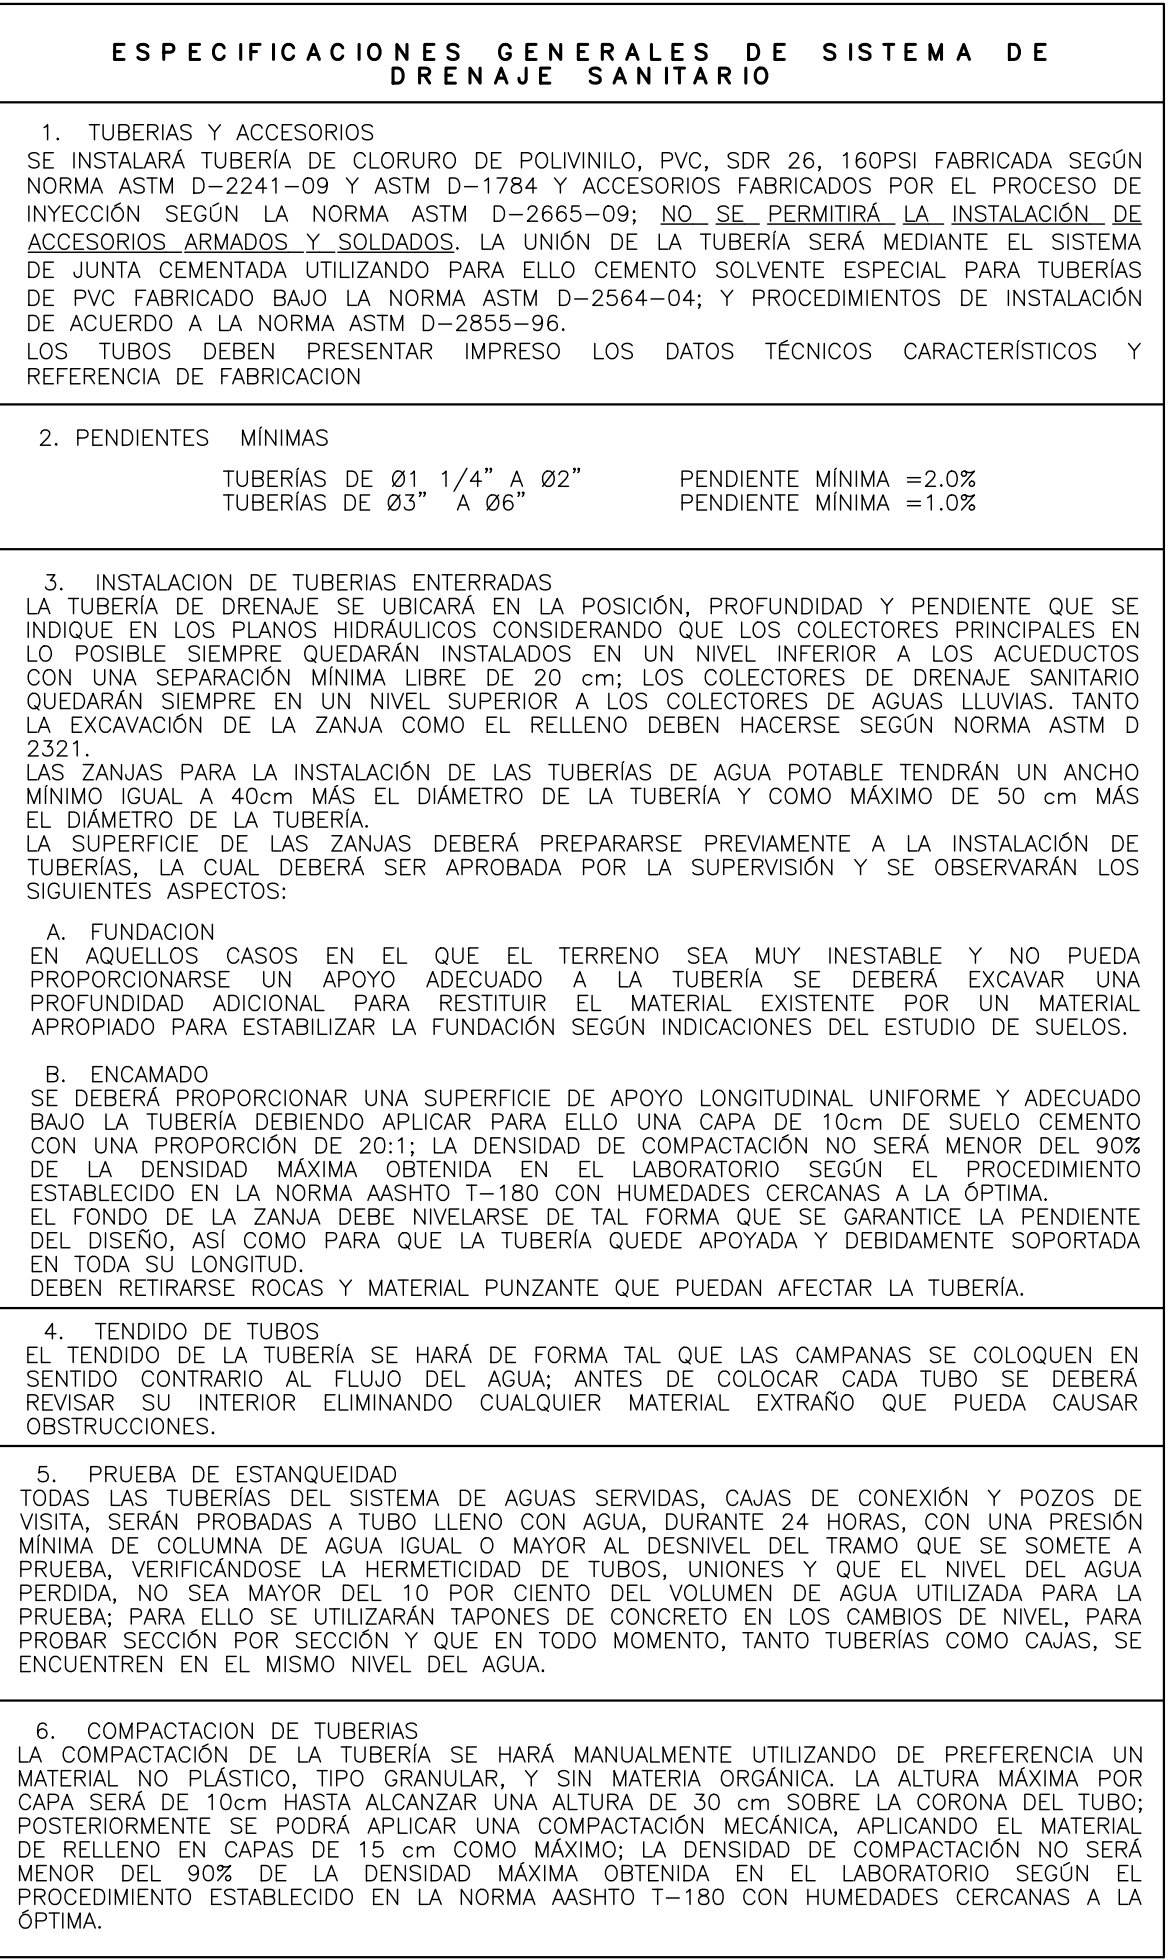 ESPECIFICACIONES GENERALES DE SISTEMA DE
DRENAJE SANITARIO
1. TUBERIAS Y ACCESORIOS
SE INSTALARÁ TUBERÍA DE CLORURO DE POLIVINILO, PVC, SDR 26, 160PSI FABRICADA SEGÚN
NORMA ASTM D-2241-09 Y ASTM D-1784 Y ACCESORIOS FABRICADOS POR EL PROCESO DE
INYECCIÓN SEGÚN LA NORMA ASTM D-2665-09; NO SE PERMITIRÁ LA INSTALACIÓN DE
ACCESORIOS ARMADOS Y SOLDADOS. LA UNIÓN DE LA TUBERÍA SERÁ MEDIANTE EL SISTEMA
DE JUNTA CEMENTADA UTILIZANDO PARA ELLO CEMENTO SOLVENTE ESPECIAL PARA TUBERÍAS
DE PVC FABRICADO BAJO LA NORMA ASTM D-2564-04; Y PROCEDIMIENTOS DE INSTALACIÓN
DE ACUERDO A LA NORMA ASTM D-2855-96.
LOS TUBOS DEBEN PRESENTAR IMPRESO LOS DATOS TÉCNICOS CARACTERÍSTICOS Y
REFERENCIA DE FABRICACION
2. PENDIENTES MÍNIMAS
TUBERÍAS DE Ø1 1/4" A Ø2" PENDIENTE MÍNIMA =2.0%
TUBERÍAS DE Ø3" A Ø6" PENDIENTE MÍNIMA =1.0%
3. INSTALACION DE TUBERIAS ENTERRADAS
LA TUBERÍA DE DRENAJE SE UBICARÁ EN LA POSICIÓN, PROFUNDIDAD Y PENDIENTE QUE SE
INDIQUE EN LOS PLANOS HIDRÁULICOS CONSIDERANDO QUE LOS COLECTORES PRINCIPALES EN
LO POSIBLE SIEMPRE QUEDARÁN INSTALADOS EN UN NIVEL INFERIOR A LOS ACUEDUCTOS
CON UNA SEPARACIÓN MÍNIMA LIBRE DE 20 cm; LOS COLECTORES DE DRENAJE SANITARIO
QUEDARÁN SIEMPRE EN UN NIVEL SUPERIOR A LOS COLECTORES DE AGUAS LLUVIAS. TANTO
LA EXCAVACIÓN DE LA ZANJA COMO EL RELLENO DEBEN HACERSE SEGÚN NORMA ASTM D
2321.
LAS ZANJAS PARA LA INSTALACIÓN DE LAS TUBERÍAS DE AGUA POTABLE TENDRÁN UN ANCHO
MÍNIMO IGUAL A 40cm MÁS EL DIÁMETRO DE LA TUBERÍA Y COMO MÁXIMO DE 50 cm MÁS
EL DIÁMETRO DE LA TUBERÍA.
LA SUPERFICIE DE LAS ZANJAS DEBERÁ PREPARARSE PREVIAMENTE A LA INSTALACIÓN DE
TUBERÍAS, LA CUAL DEBERÁ SER APROBADA POR LA SUPERVISIÓN Y SE OBSERVARÁN LOS
SIGUIENTES ASPECTOS:
A. FUNDACION
EN AQUELLOS CASOS EN EL QUE EL TERRENO SEA MUY INESTABLE Y NO PUEDA
PROPORCIONARSE UN APOYO ADECUADO A LA TUBERÍA SE DEBERÁ EXCAVAR UNA
PROFUNDIDAD ADICIONAL PARA RESTITUIR EL MATERIAL EXISTENTE POR UN MATERIAL
APROPIADO PARA ESTABILIZAR LA FUNDACIÓN SEGÚN INDICACIONES DEL ESTUDIO DE SUELOS.
B. ENCAMADO
SE DEBERÁ PROPORCIONAR UNA SUPERFICIE DE APOYO LONGITUDINAL UNIFORME Y ADECUADO
BAJO LA TUBERÍA DEBIENDO APLICAR PARA ELLO UNA CAPA DE 10cm DE SUELO CEMENTO
CON UNA PROPORCIÓN DE 20:1; LA DENSIDAD DE COMPACTACIÓN NO SERÁ MENOR DEL 90%
DE LA DENSIDAD MÁXIMA OBTENIDA EN EL LABORATORIO SEGÚN EL PROCEDIMIENTO
ESTABLECIDO EN LA NORMA AASHTO T-180 CON HUMEDADES CERCANAS A LA ÓPTIMA.
EL FONDO DE LA ZANJA DEBE NIVELARSE DE TAL FORMA QUE SE GARANTICE LA PENDIENTE
DEL DISEÑO, ASÍ COMO PARA QUE LA TUBERÍA QUEDE APOYADA Y DEBIDAMENTE SOPORTADA
EN TODA SU LONGITUD.
DEBEN RETIRARSE ROCAS Y MATERIAL PUNZANTE QUE PUEDAN AFECTAR LA TUBERÍA.
4. TENDIDO DE TUBOS
EL TENDIDO DE LA TUBERÍA SE HARÁ DE FORMA TAL QUE LAS CAMPANAS SE COLOQUEN EN
SENTIDO CONTRARIO AL FLUJO DEL AGUA; ANTES DE COLOCAR CADA TUBO SE DEBERÁ
REVISAR SU INTERIOR ELIMINANDO CUALQUIER MATERIAL EXTRAÑO QUE PUEDA CAUSAR
OBSTRUCCIONES.
5. PRUEBA DE ESTANQUEIDAD
TODAS LAS TUBERÍAS DEL SISTEMA DE AGUAS SERVIDAS, CAJAS DE CONEXIÓN Y POZOS DE
VISITA, SERÁN PROBADAS A TUBO LLENO CON AGUA, DURANTE 24 HORAS, CON UNA PRESIÓN
MÍNIMA DE COLUMNA DE AGUA IGUAL O MAYOR AL DESNIVEL DEL TRAMO QUE SE SOMETE A
PRUEBA, VERIFICÁNDOSE LA HERMETICIDAD DE TUBOS, UNIONES Y QUE EL NIVEL DEL AGUA
PERDIDA, NO SEA MAYOR DEL 10 POR CIENTO DEL VOLUMEN DE AGUA UTILIZADA PARA LA
PRUEBA; PARA ELLO SE UTILIZARÁN TAPONES DE CONCRETO EN LOS CAMBIOS DE NIVEL, PARA
PROBAR SECCIÓN POR SECCIÓN Y QUE EN TODO MOMENTO, TANTO TUBERÍAS COMO CAJAS, SE
ENCUENTREN EN EL MISMO NIVEL DEL AGUA.
6. COMPACTACION DE TUBERIAS
LA COMPACTACIÓN DE LA TUBERÍA SE HARÁ MANUALMENTE UTILIZANDO DE PREFERENCIA UN
MATERIAL NO PLÁSTICO, TIPO GRANULAR, Y SIN MATERIA ORGÁNICA. LA ALTURA MÁXIMA POR
CAPA SERÁ DE 10cm HASTA ALCANZAR UNA ALTURA DE 30 cm SOBRE LA CORONA DEL TUBO;
POSTERIORMENTE SE PODRÁ APLICAR UNA COMPACTACIÓN MECÁNICA, APLICANDO EL MATERIAL
DE RELLENO EN CAPAS DE 15 cm COMO MÁXIMO; LA DENSIDAD DE COMPACTACIÓN NO SERÁ
MENOR DEL 90% DE LA DENSIDAD MÁXIMA OBTENIDA EN EL LABORATORIO SEGÚN EL
PROCEDIMIENTO ESTABLECIDO EN LA NORMA AASHTO T-180 CON HUMEDADES CERCANAS A LA
ÓPTIMA.